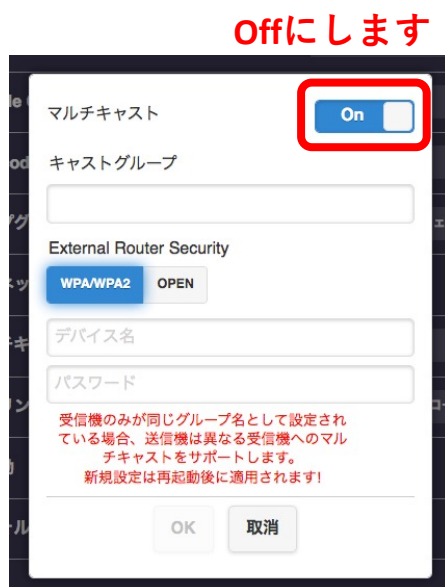 Offにします
マルチキャスト
On
キャストグループ
External Router Security
WPA/WPA2 OPEN
デバイス名
パスワード
受信機のみが同じグループ名として設定され
ている場合、送信機は異なる受信機へのマル
チキャストをサポートします。
新規設定は再起動後に適用されます!
OK 取消